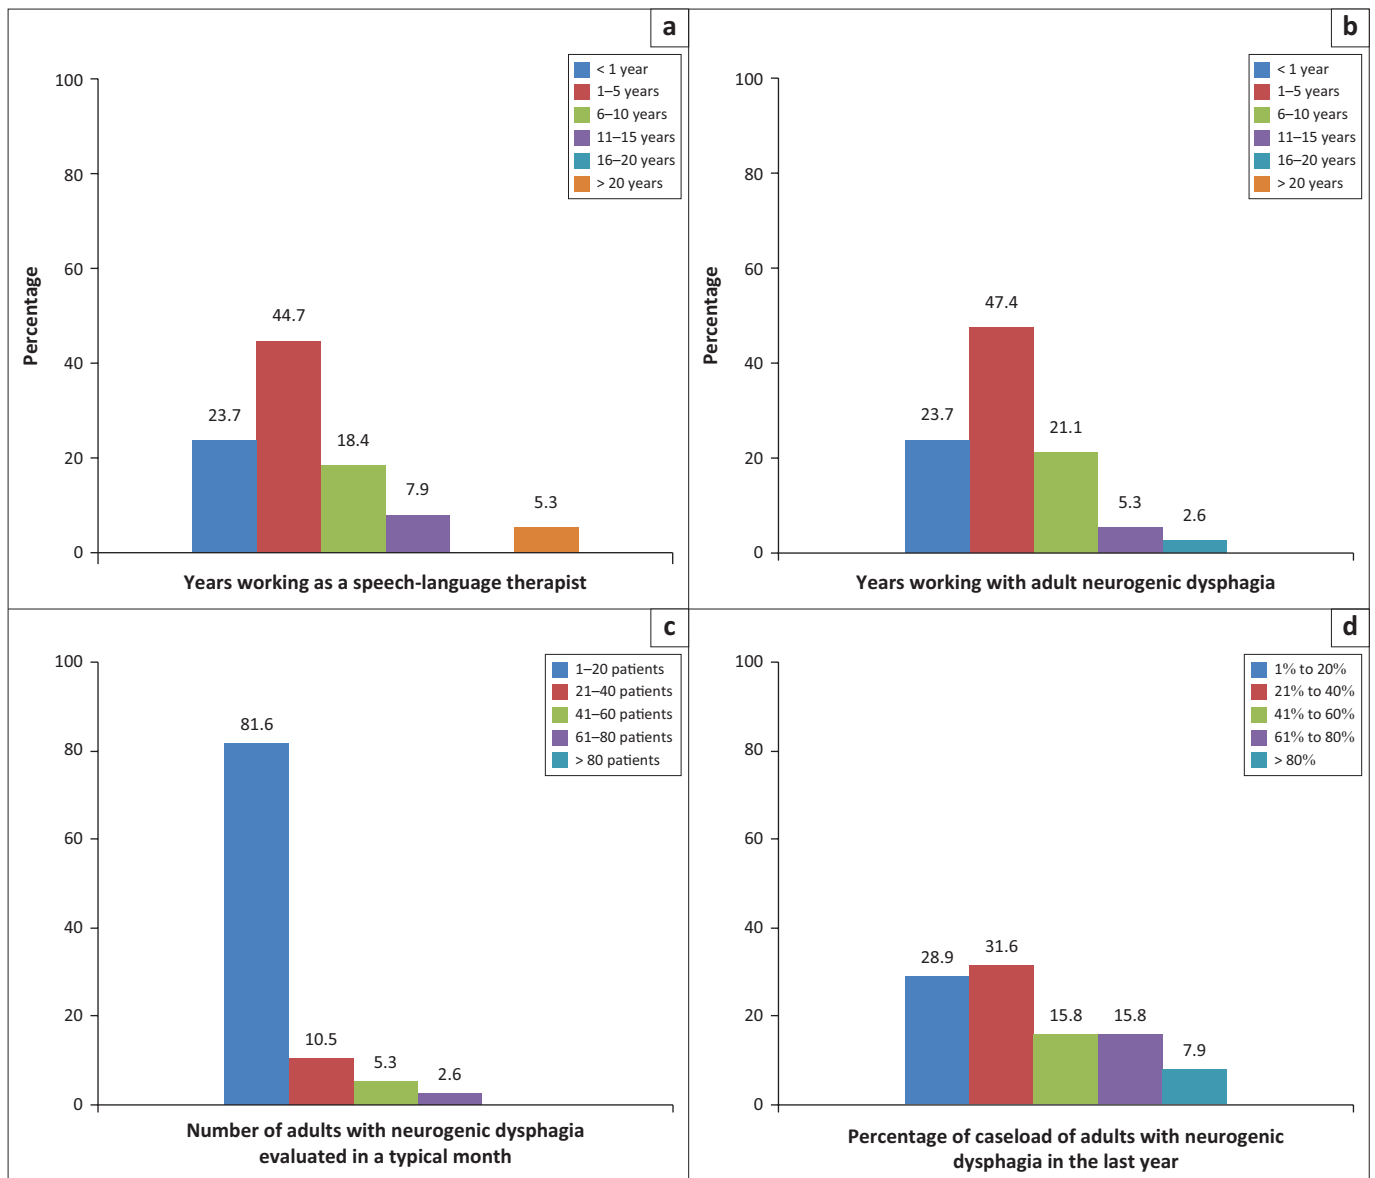 a
< 1 year
1–5 years
6–10 years
11–15 years
16–20 years
> 20 years
Percentage
100
80
60
40
20
0
23.7
44.7
18.4
7.9
5.3
Years working as a speech-language therapist
b
< 1 year
1–5 years
6–10 years
11–15 years
16–20 years
> 20 years
Percentage
100
80
60
40
20
0
23.7
47.4
21.1
5.3
2.6
Years working with adult neurogenic dysphagia
c
1–20 patients
21–40 patients
41–60 patients
61–80 patients
> 80 patients
100
80
60
40
20
0
81.6
10.5
5.3
2.6
Number of adults with neurogenic dysphagia
evaluated in a typical month
d
1% to 20%
21% to 40%
41% to 60%
61% to 80%
> 80%
100
80
60
40
20
0
28.9
31.6
15.8
15.8
7.9
Percentage of caseload of adults with neurogenic
dysphagia in the last year